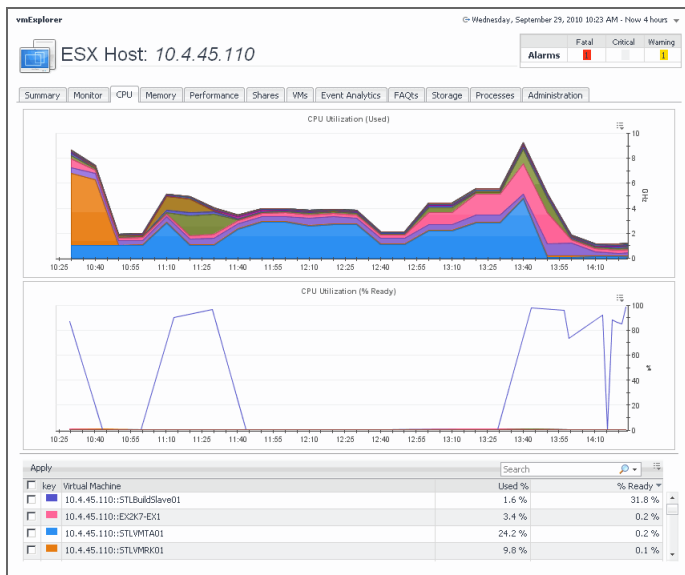 vmExplorer
Wednesday, September 29, 2010 10:23 AM - Now 4 hours
ESX Host: 10.4.45.110
Fatal Critical Warning
Alarms 1 1
Summary Monitor CPU Memory Performance Shares VMs Event Analytics FAQts Storage Processes Administration
CPU Utilization (Used)
10
8
6
4
2
0
GHz
10:25 10:40 10:55 11:10 11:25 11:40 11:55 12:10 12:25 12:40 12:55 13:10 13:25 13:40 13:55 14:10
CPU Utilization (% Ready)
100
80
60
40
20
0
%
10:25 10:40 10:55 11:10 11:25 11:40 11:55 12:10 12:25 12:40 12:55 13:10 13:25 13:40 13:55 14:10
Apply Search
key Virtual Machine Used % % Ready
10.4.45.110::STLBuildSlave01 1.6 % 31.8 %
10.4.45.110::EX2K7-EX1 3.4 % 0.2 %
10.4.45.110::STLVMTA01 24.2 % 0.2 %
10.4.45.110::STLVMRK01 9.8 % 0.1 %